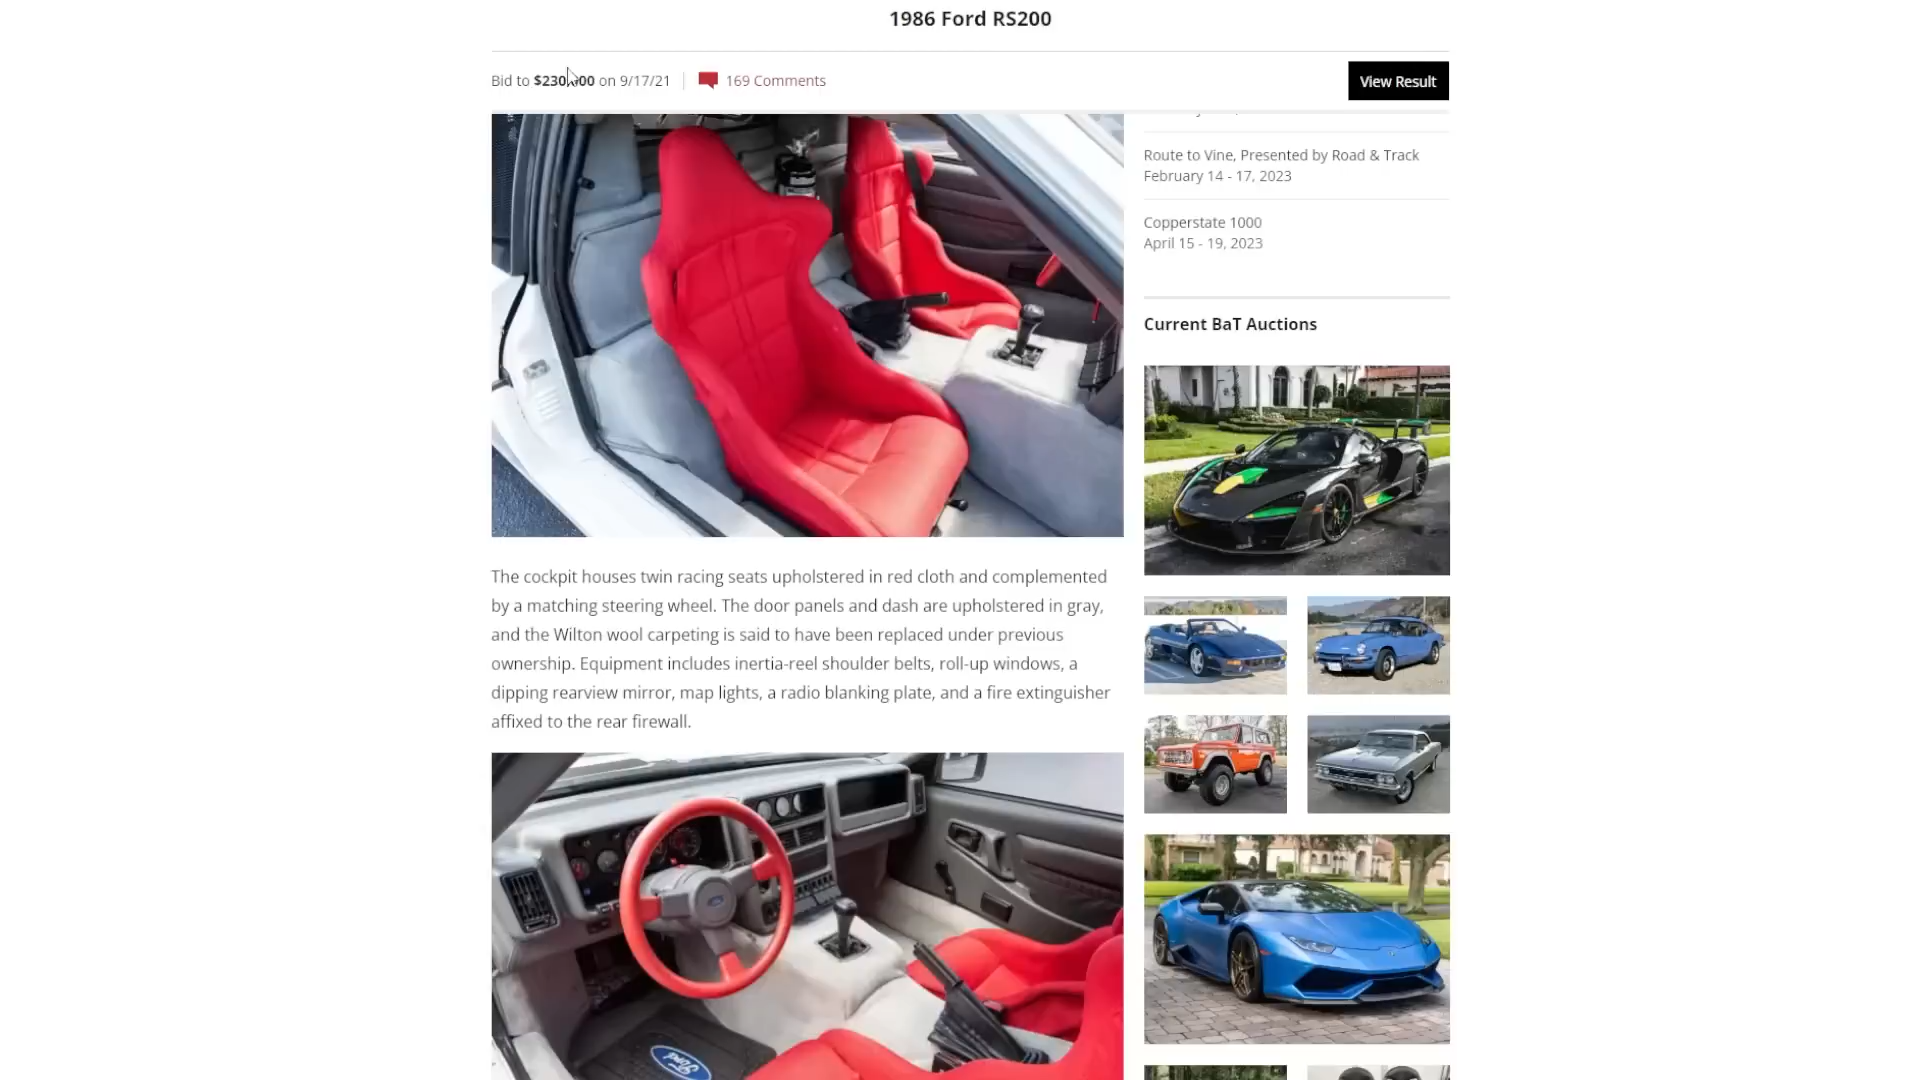 1986 Ford RS200
Bid to $230,000 on 9/17/21
169 Comments
View Result
Route to Vine, Presented by Road & Track
February 14 - 17, 2023
Copperstate 1000
April 15 - 19, 2023
Current BaT Auctions
The cockpit houses twin racing seats upholstered in red cloth and complemented
by a matching steering wheel. The door panels and dash are upholstered in gray,
and the Wilton wool carpeting is said to have been replaced under previous
ownership. Equipment includes inertia-reel shoulder belts, roll-up windows, a
dipping rearview mirror, map lights, a radio blanking plate, and a fire extinguisher
affixed to the rear firewall.
Ford